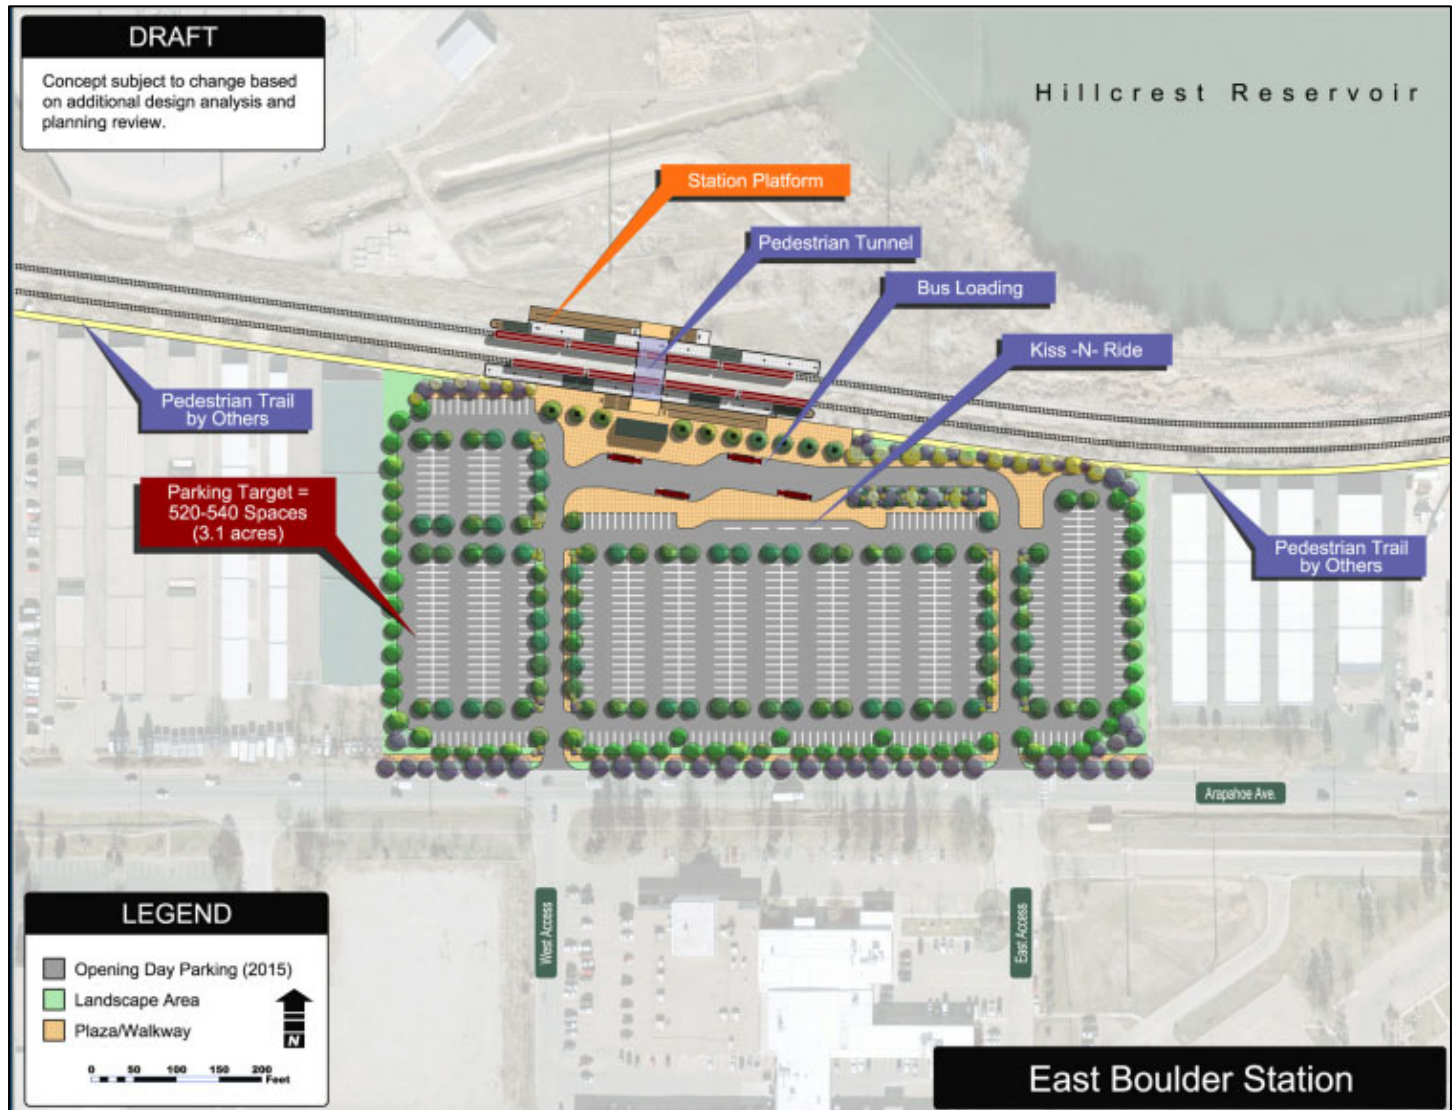 DRAFT
Concept subject to change based
on additional design analysis and
planning review.
Hillcrest Reservoir
Station Platform
Pedestrian Tunnel
Bus Loading
Kiss -N- Ride
Pedestrian Trail
by Others
Parking Target =
520-540 Spaces
(3.1 acres)
Pedestrian Trail
by Others
Arapahoe Ave.
West Access
East Access
LEGEND
Opening Day Parking (2015)
Landscape Area
Plaza/Walkway
N
0 50 100 150 200
Feet
East Boulder Station